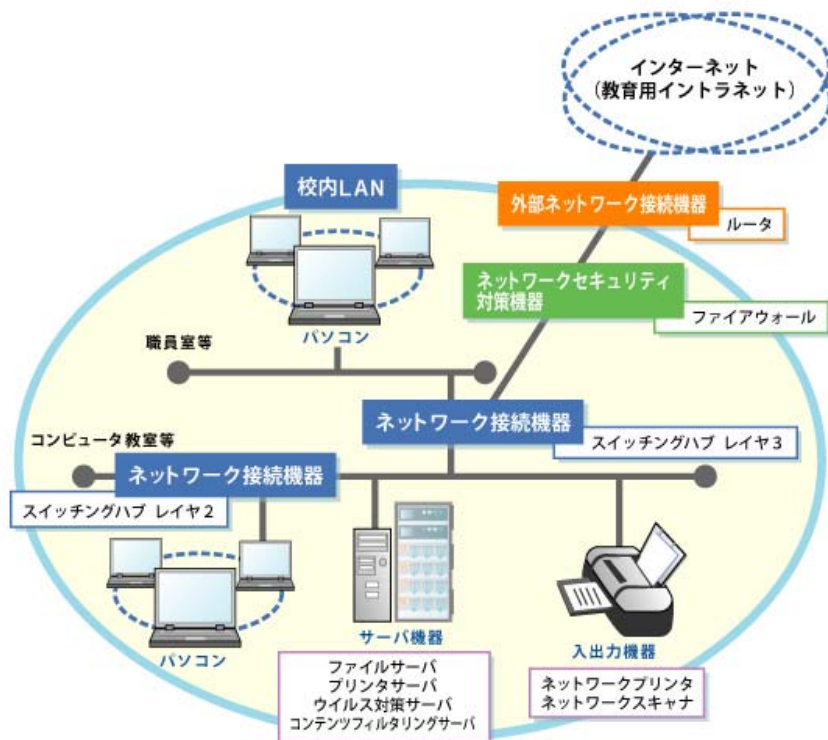 インターネット
(教育用イントラネット)
校内LAN
外部ネットワーク接続機器
ルータ
ネットワークセキュリティ
対策機器
ファイアウォール
パソコン
職員室等
ネットワーク接続機器
スイッチングハブ レイヤ3
コンピュータ教室等
ネットワーク接続機器
スイッチングハブ レイヤ2
パソコン
サーバ機器
ファイルサーバ
プリンタサーバ
ウイルス対策サーバ
コンテンツフィルタリングサーバ
入出力機器
ネットワークプリンタ
ネットワークスキャナ